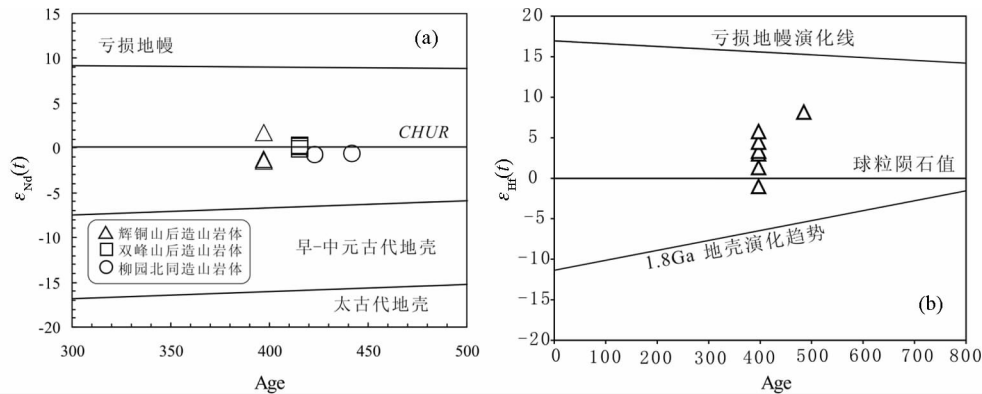 15
10
5
0
-5
-10
-15
-20
εNd(t)
亏损地幔
(a)
CHUR
早-中元古代地壳
太古代地壳
辉铜山后造山岩体
双峰山后造山岩体
柳园北同造山岩体
300 400 450 500
350
Age
20
15
10
5
0
-5
-10
-15
-20
εHf(t)
亏损地幔演化线
球粒陨石值
1.8Ga 地壳演化趋势
(b)
0 100 200 300 400 500 600 700 800
Age